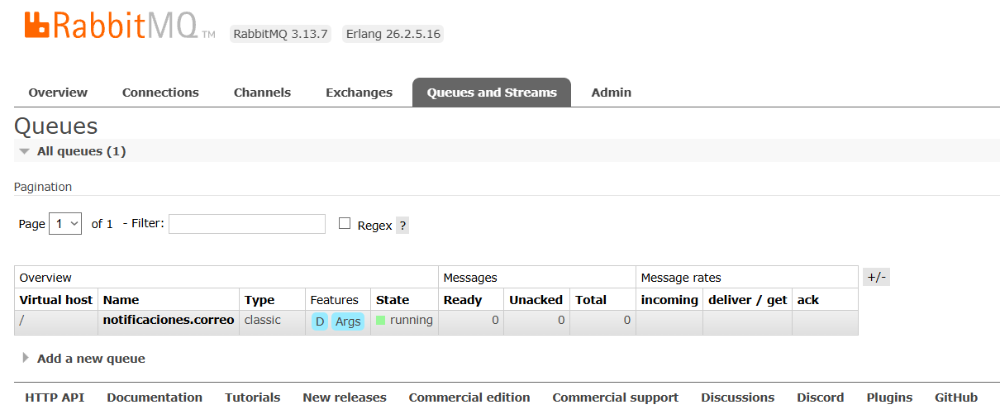 RabbitMQ TM RabbitMQ 3.13.7 Erlang 26.2.5.16
Overview Connections Channels Exchanges Queues and Streams Admin
Queues
All queues (1)
Pagination
Page 1 of 1 - Filter: Regex ?
Overview Messages Message rates +/-
Virtual host Name Type Features State Ready Unacked Total incoming deliver / get ack
/ notificaciones.correo classic D Args running 0 0 0
Add a new queue
HTTP API Documentation Tutorials New releases Commercial edition Commercial support Discussions Discord Plugins GitHub